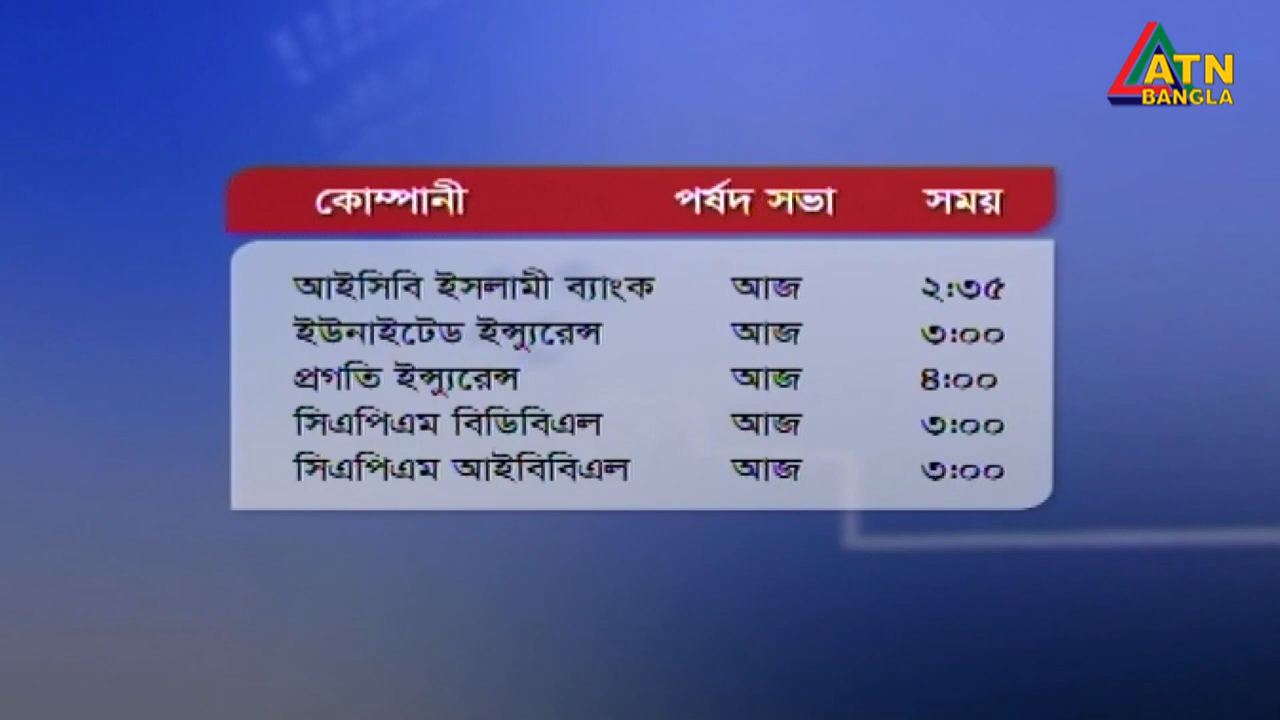 ATN
BANGLA
কোম্পানী পর্ষদ সভা সময়
আইসিবি ইসলামী ব্যাংক আজ ২:৩৫
ইউনাইটেড ইন্স্যুরেন্স আজ ৩:০০
প্রগতি ইন্স্যুরেন্স আজ ৪:০০
সিএপিএম বিডিবিএল আজ ৩:০০
সিএপিএম আইবিবিএল আজ ৩:০০